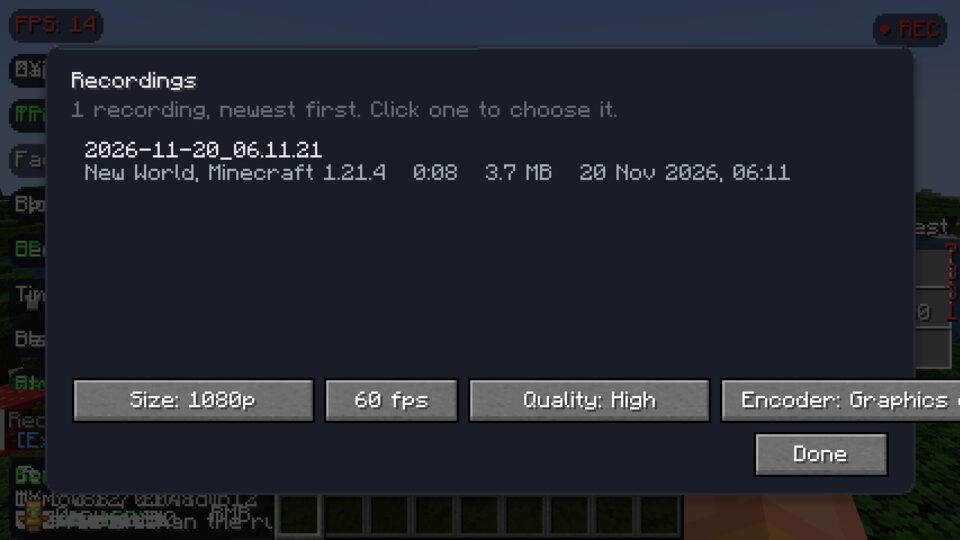 FPS: 14
REC
Recordings
1 recording, newest first. Click one to choose it.
2026-11-20_06.11.21
New World, Minecraft 1.21.4 0:08 3.7 MB 20 Nov 2026, 06:11
Size: 1080p
60 fps
Quality: High
Encoder: Graphics
Done